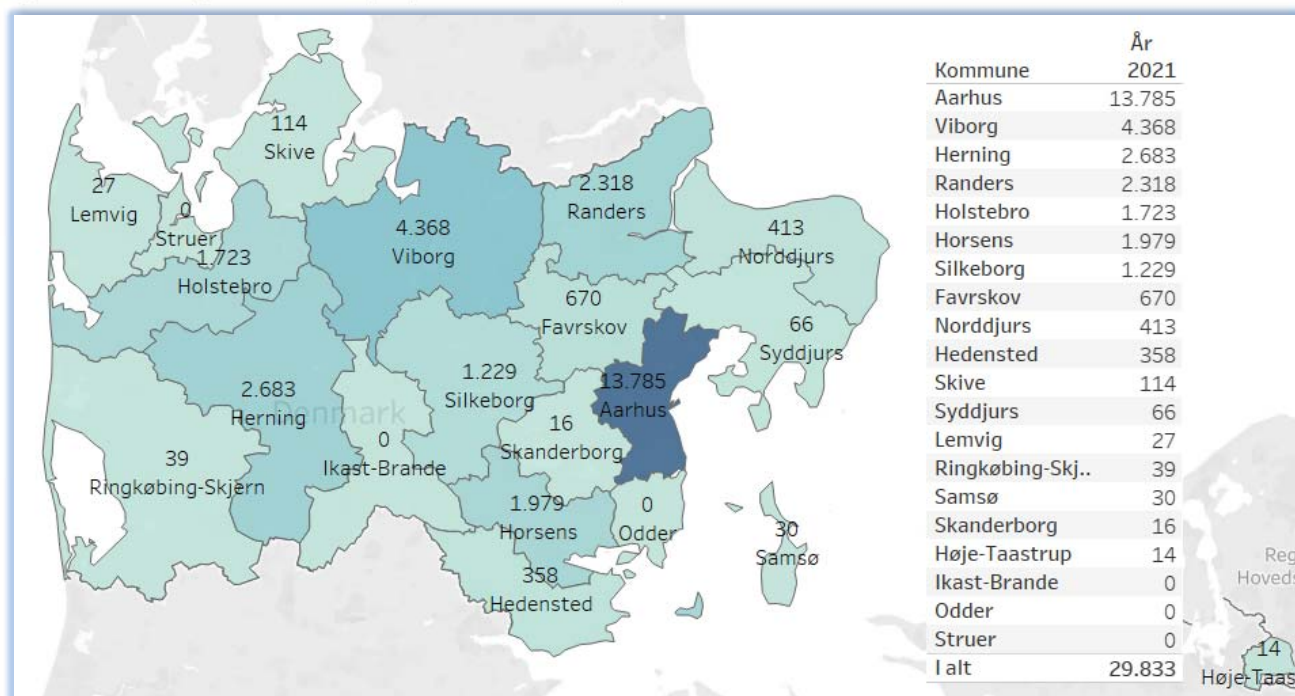 114
Skive
27
Lemvig
0
Struer
1.723
Holstebro
4.368
Viborg
2.318
Randers
413
Norddjurs
670
Favrskov
66
Syddjurs
2.683
Herning
Denmark
1.229
Silkeborg
13.785
Aarhus
0
Ikast-Brande
16
Skanderborg
39
Ringkøbing-Skjern
1.979
Horsens
0
Odder
30
Samsø
358
Hedensted
År
Kommune 2021
Aarhus 13.785
Viborg 4.368
Herning 2.683
Randers 2.318
Holstebro 1.723
Horsens 1.979
Silkeborg 1.229
Favrskov 670
Norddjurs 413
Hedensted 358
Skive 114
Syddjurs 66
Lemvig 27
Ringkøbing-Skj.. 39
Samsø 30
Skanderborg 16
Høje-Taastrup 14
Ikast-Brande 0
Odder 0
Struer 0
I alt 29.833
Reg
Hoveds
14
Høje-Taas